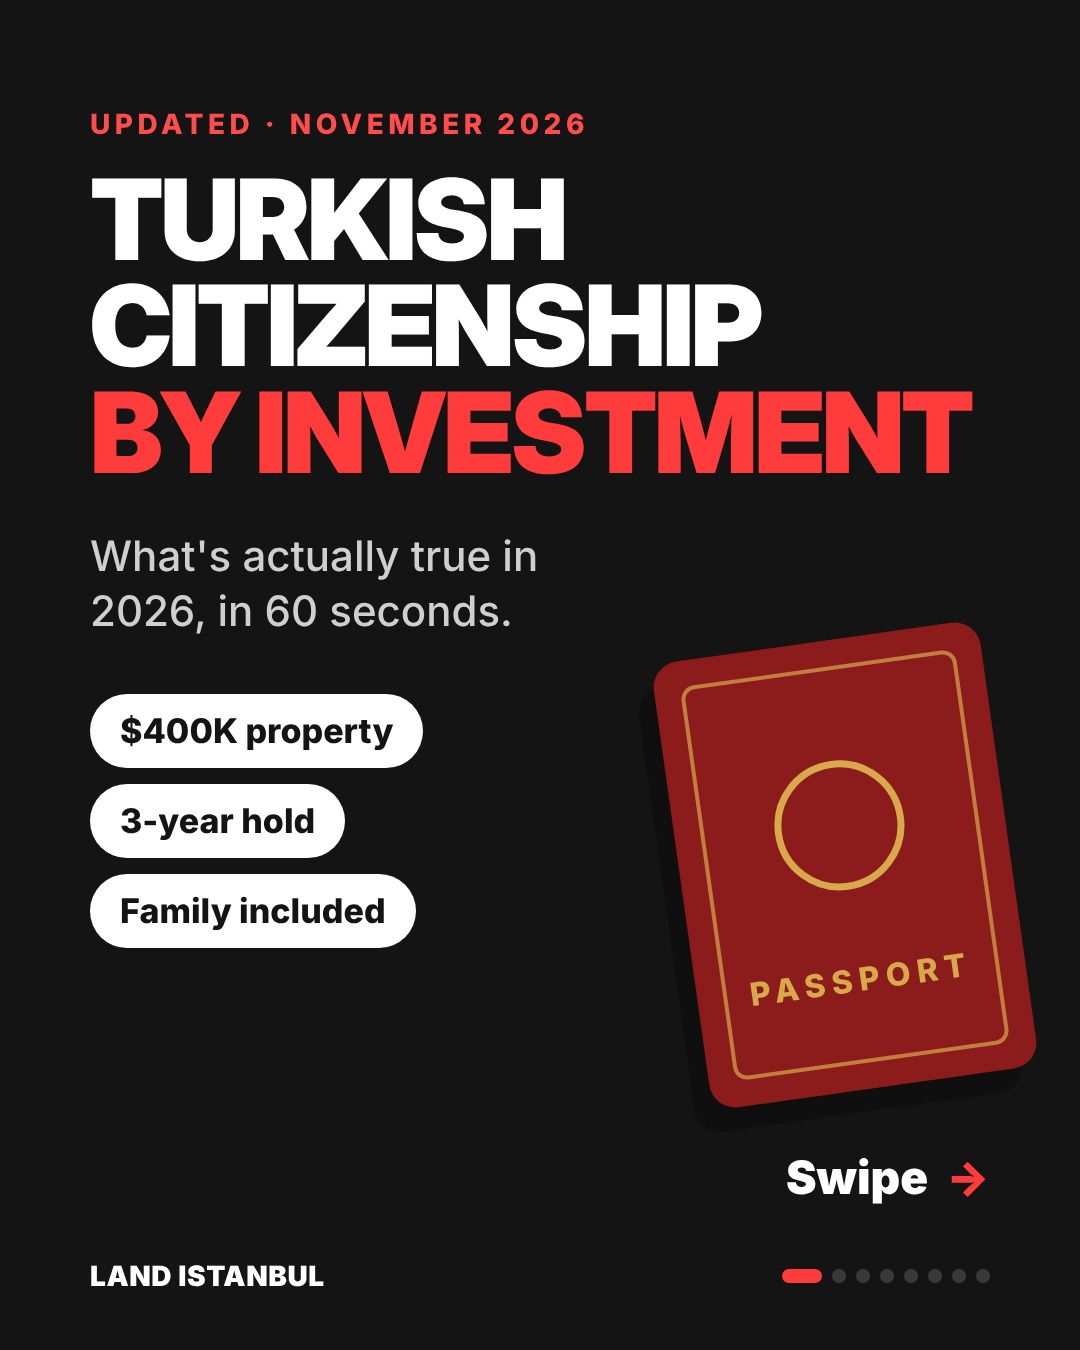 UPDATED · NOVEMBER 2026
TURKISH
CITIZENSHIP
BY INVESTMENT
What's actually true in
2026, in 60 seconds.
$400K property
3-year hold
Family included
PASSPORT
Swipe →
LAND ISTANBUL